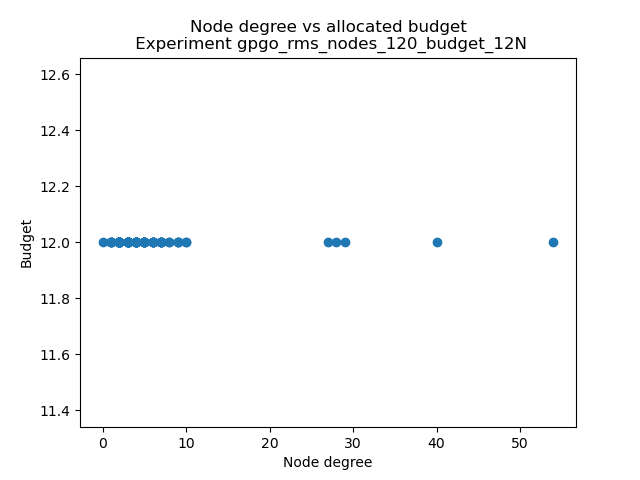 Node degree vs allocated budget
Experiment gpgo_rms_nodes_120_budget_12N
12.6
12.4
12.2
12.0
11.8
11.6
11.4
Budget
0 10 20 30 40 50
Node degree